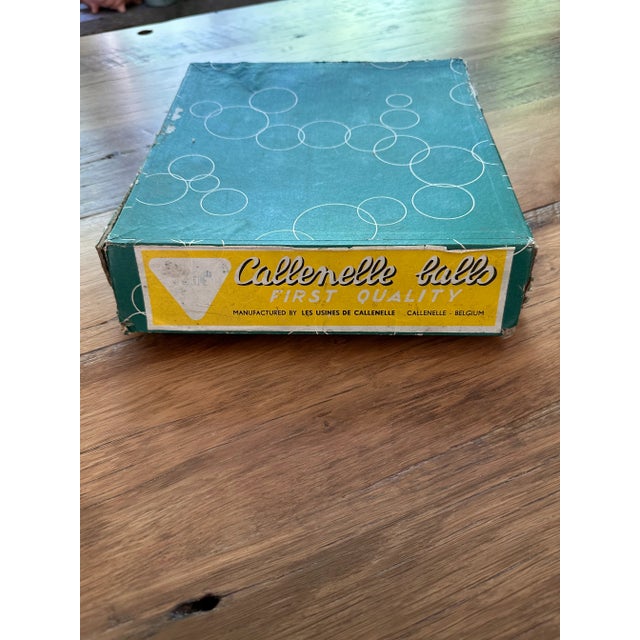 Callenelle balls
FIRST QUALITY
MANUFACTURED BY LES USINES DE CALLENELLE CALLENELLE - BELGIUM